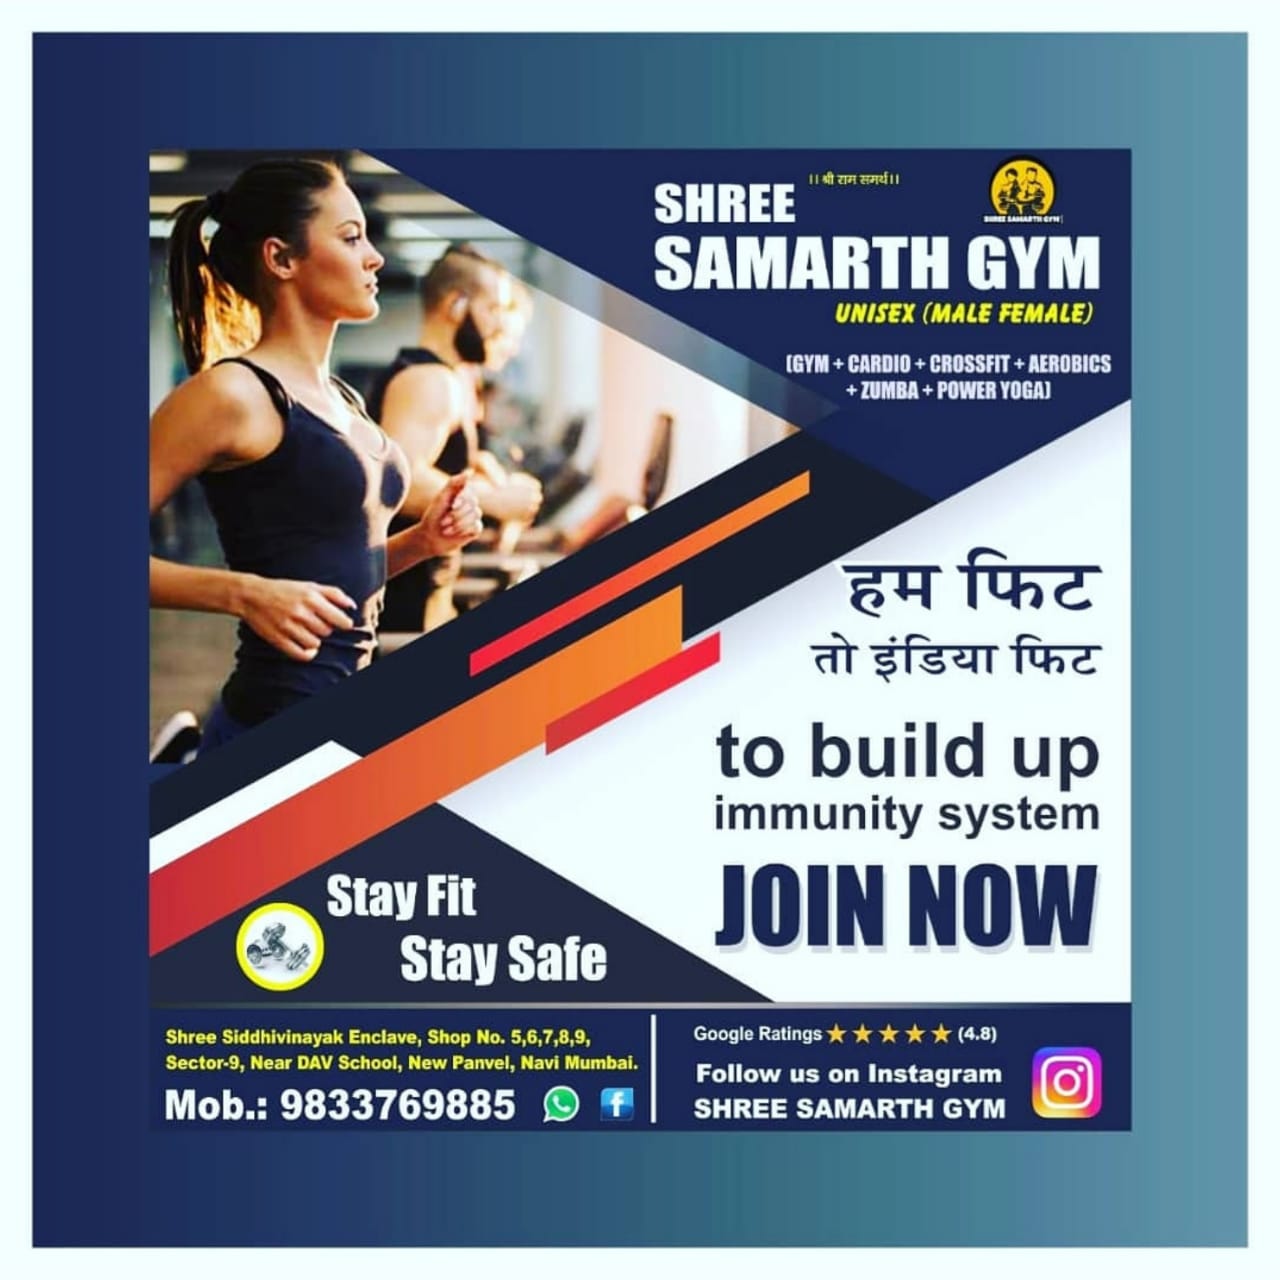 ।। श्री राम समर्थ।।
SHREE
SAMARTH GYM
SHREE SAMARTH GYM
UNISEX (MALE FEMALE)
(GYM + CARDIO + CROSSFIT + AEROBICS
+ ZUMBA + POWER YOGA)
हम फिट
तो इंडिया फिट
to build up
immunity system
JOIN NOW
Stay Fit
Stay Safe
Shree Siddhivinayak Enclave, Shop No. 5,6,7,8,9,
Sector-9, Near DAV School, New Panvel, Navi Mumbai.
Mob.: 9833769885
Google Ratings ★★★★★ (4.8)
Follow us on Instagram
SHREE SAMARTH GYM